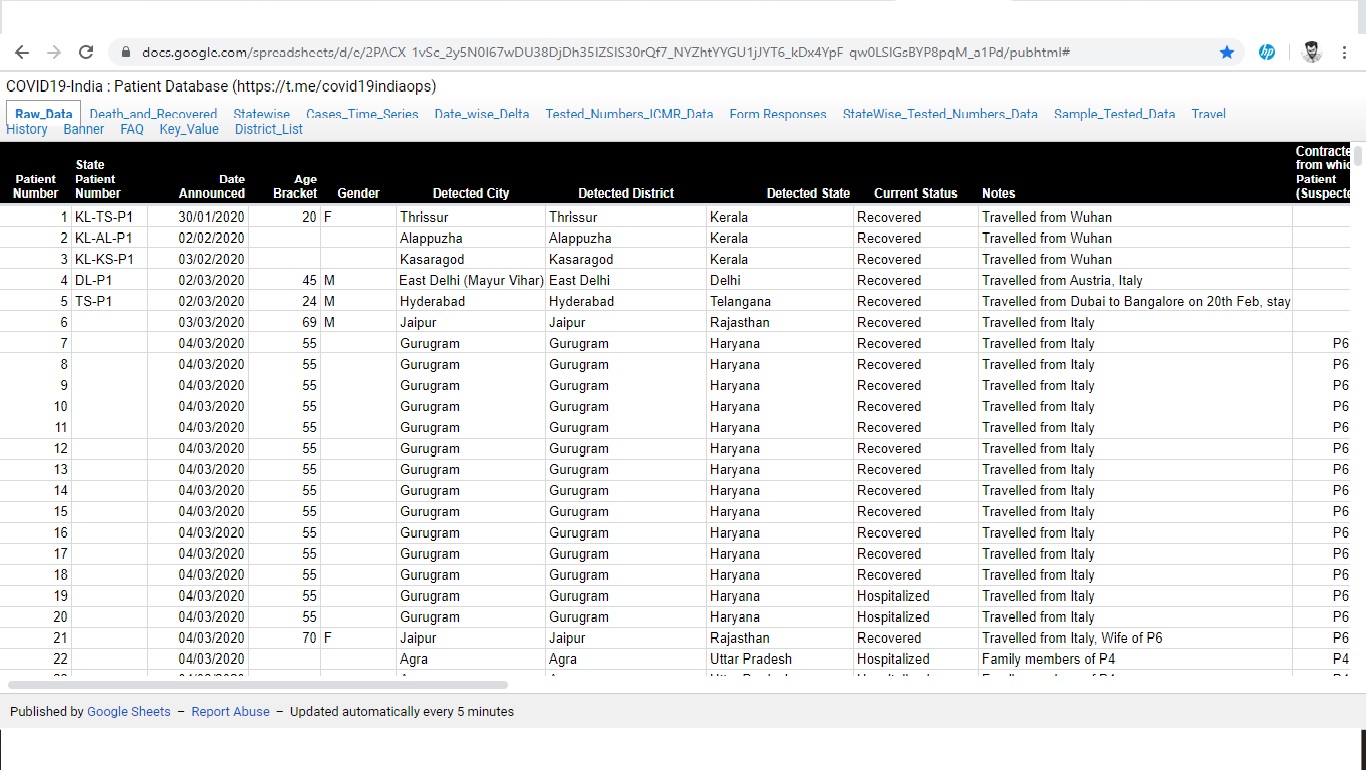 docs.google.com/spreadsheets/d/e/2PACX
COVID19-India : Patient Database (https://t.me/covid19indiaops)
Raw_Data Death_and_Recovered Statewise Cases_Time_Series Date_wise_Delta Tested_Numbers_ICMR_Data Form Responses StateWise_Tested_Numbers_Data Sample_Tested_Data Travel
History Banner FAQ Key_Value District_List
Patient Number State Patient Number Date Announced Age Bracket Gender Detected City Detected District Detected State Current Status Notes Contracte from whic Patient (Suspecte
1 KL-TS-P1 30/01/2020 20 F Thrissur Thrissur Kerala Recovered Travelled from Wuhan
2 KL-AL-P1 02/02/2020 Alappuzha Alappuzha Kerala Recovered Travelled from Wuhan
3 KL-KS-P1 03/02/2020 Kasaragod Kasaragod Kerala Recovered Travelled from Wuhan
4 DL-P1 02/03/2020 45 M East Delhi (Mayur Vihar) East Delhi Delhi Recovered Travelled from Austria, Italy
5 TS-P1 02/03/2020 24 M Hyderabad Hyderabad Telangana Recovered Travelled from Dubai to Bangalore on 20th Feb, stay
6 03/03/2020 69 M Jaipur Jaipur Rajasthan Recovered Travelled from Italy
7 04/03/2020 55 Gurugram Gurugram Haryana Recovered Travelled from Italy P6
8 04/03/2020 55 Gurugram Gurugram Haryana Recovered Travelled from Italy P6
9 04/03/2020 55 Gurugram Gurugram Haryana Recovered Travelled from Italy P6
10 04/03/2020 55 Gurugram Gurugram Haryana Recovered Travelled from Italy P6
11 04/03/2020 55 Gurugram Gurugram Haryana Recovered Travelled from Italy P6
12 04/03/2020 55 Gurugram Gurugram Haryana Recovered Travelled from Italy P6
13 04/03/2020 55 Gurugram Gurugram Haryana Recovered Travelled from Italy P6
14 04/03/2020 55 Gurugram Gurugram Haryana Recovered Travelled from Italy P6
15 04/03/2020 55 Gurugram Gurugram Haryana Recovered Travelled from Italy P6
16 04/03/2020 55 Gurugram Gurugram Haryana Recovered Travelled from Italy P6
17 04/03/2020 55 Gurugram Gurugram Haryana Recovered Travelled from Italy P6
18 04/03/2020 55 Gurugram Gurugram Haryana Recovered Travelled from Italy P6
19 04/03/2020 55 Gurugram Gurugram Haryana Hospitalized Travelled from Italy P6
20 04/03/2020 55 Gurugram Gurugram Haryana Hospitalized Travelled from Italy P6
21 04/03/2020 70 F Jaipur Jaipur Rajasthan Recovered Travelled from Italy, Wife of P6 P6
22 04/03/2020 Agra Agra Uttar Pradesh Hospitalized Family members of P4 P4
Published by Google Sheets – Report Abuse – Updated automatically every 5 minutes